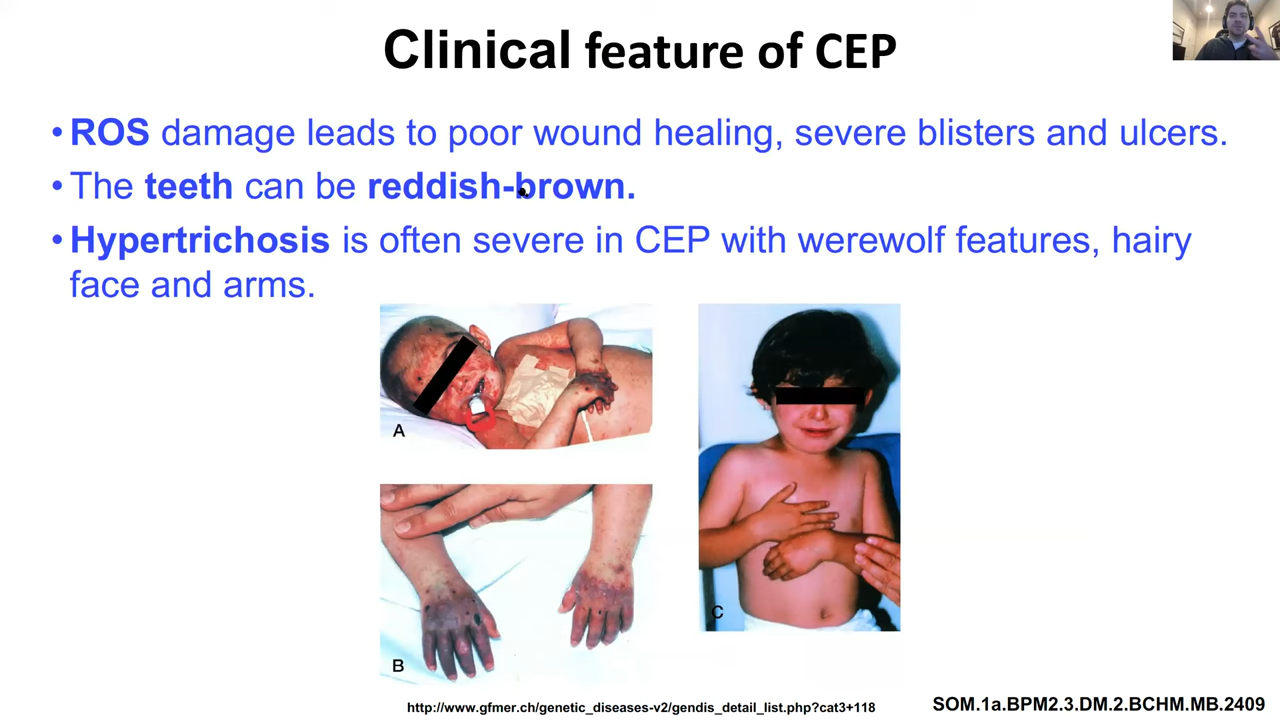 Clinical feature of CEP
•ROS damage leads to poor wound healing, severe blisters and ulcers.
•The teeth can be reddish-brown.
•Hypertrichosis is often severe in CEP with werewolf features, hairy
face and arms.
A
B
C
http://www.gfmer.ch/genetic_diseases-v2/gendis_detail_list.php?cat3+118
SOM.1a.BPM2.3.DM.2.BCHM.MB.2409